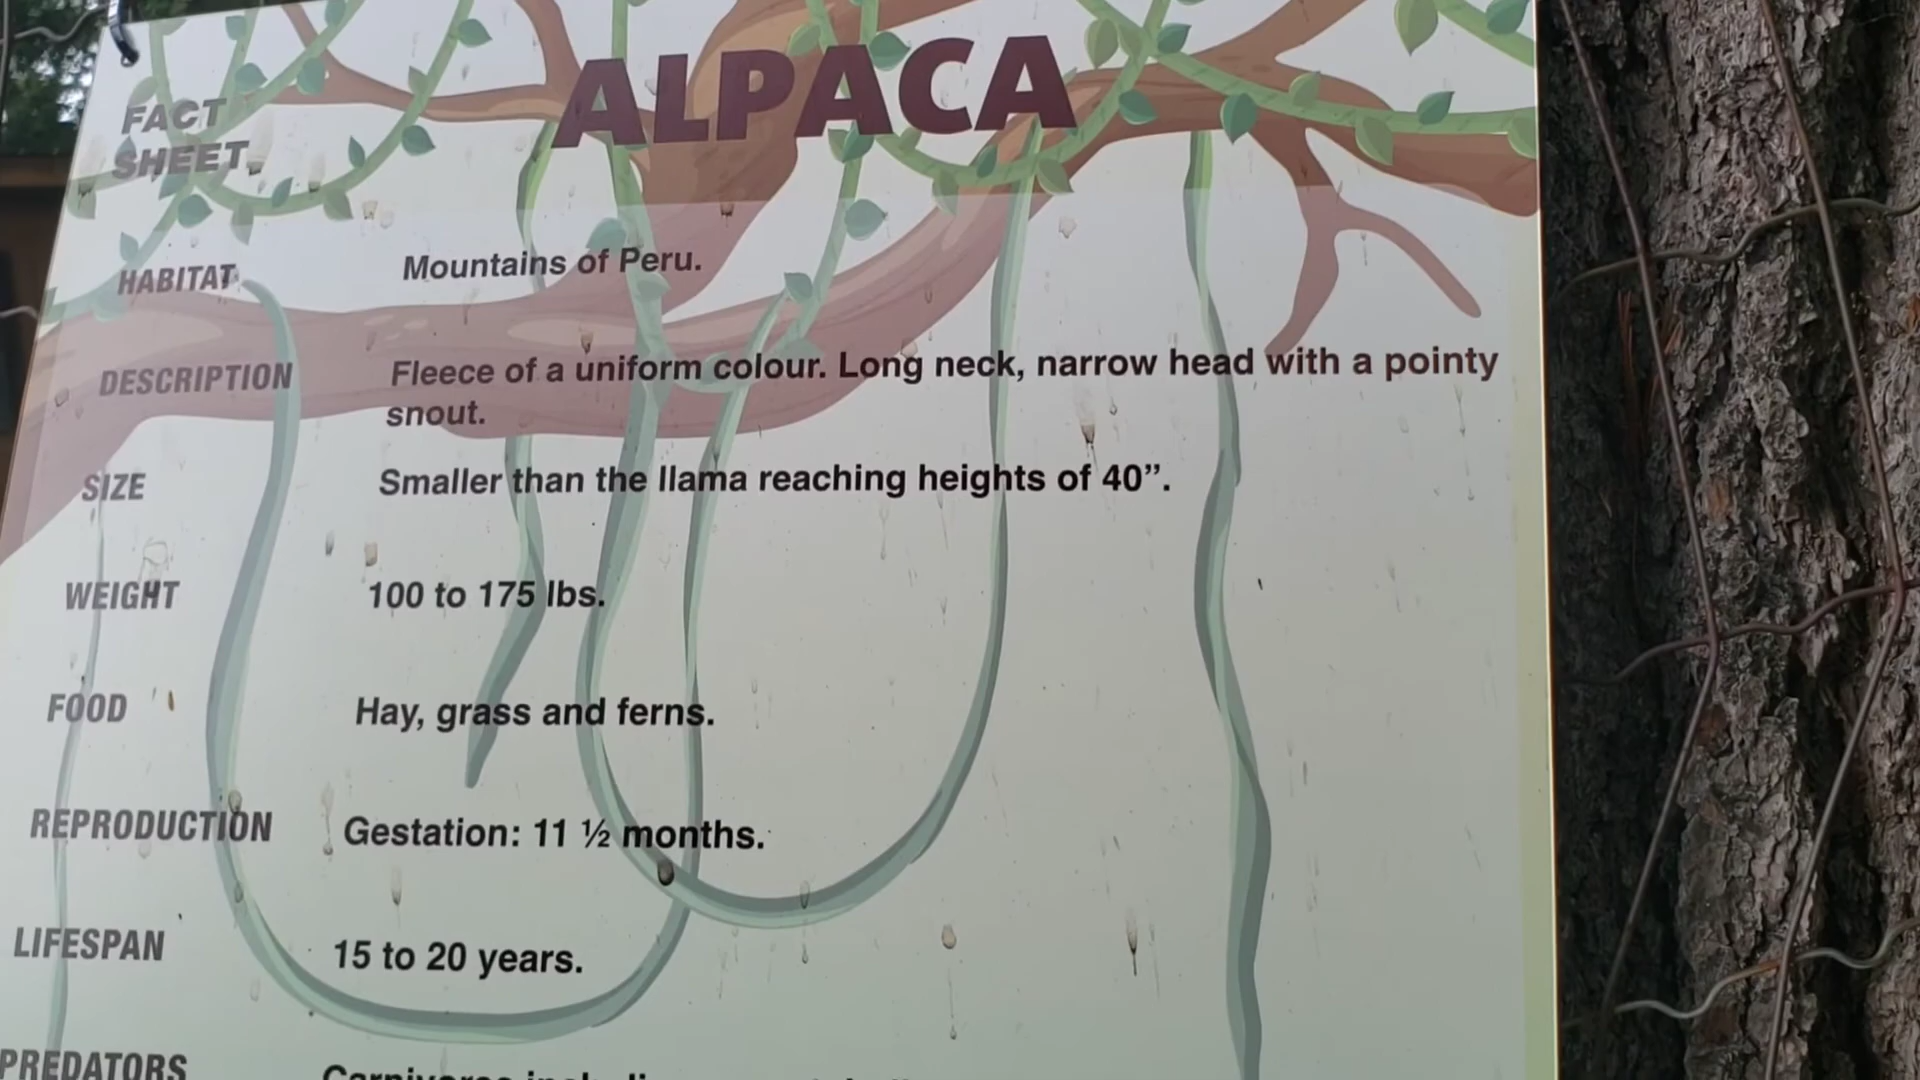 FACT
SHEET
ALPACA
HABITAT Mountains of Peru.
DESCRIPTION Fleece of a uniform colour. Long neck, narrow head with a pointy
snout.
SIZE Smaller than the llama reaching heights of 40”.
WEIGHT 100 to 175 lbs.
FOOD Hay, grass and ferns.
REPRODUCTION Gestation: 11 ½ months.
LIFESPAN 15 to 20 years.
PREDATORS Carnivores including